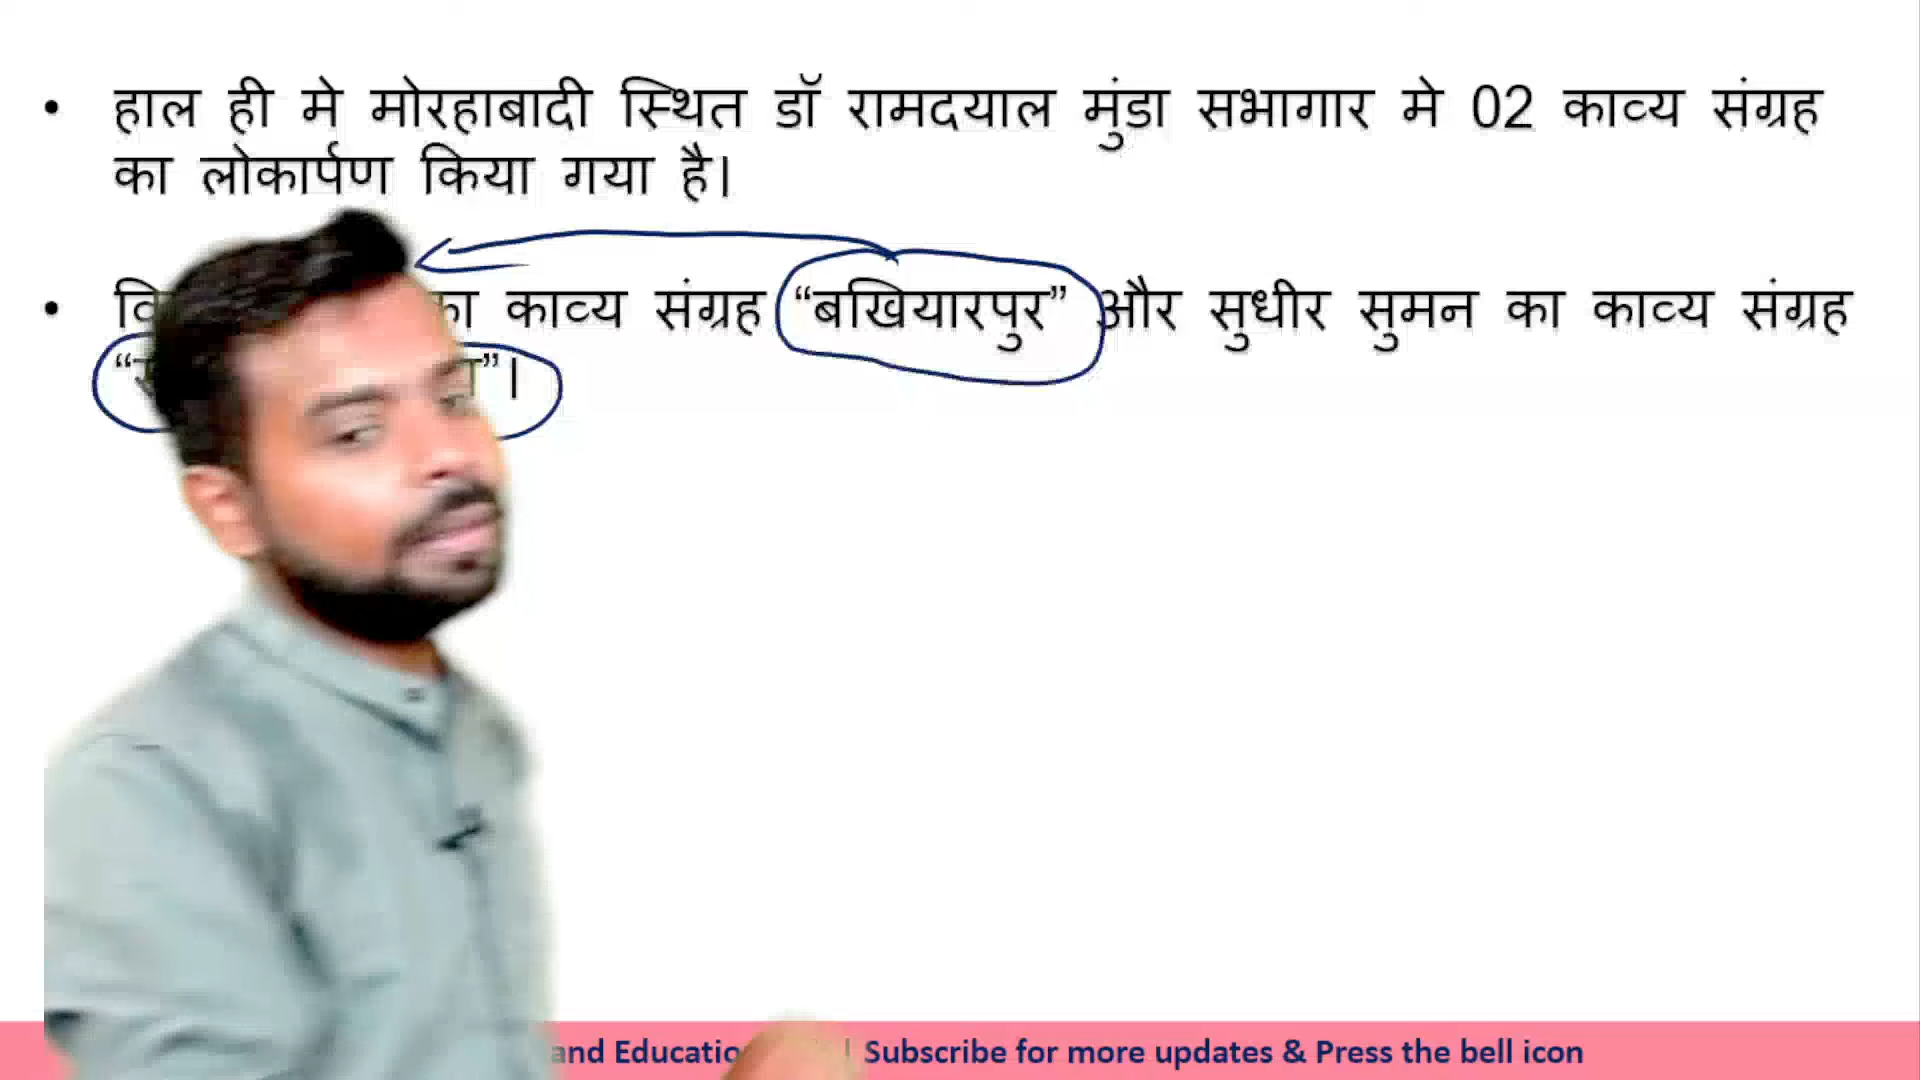 • हाल ही मे मोरहाबादी स्थित डॉ रामदयाल मुंडा सभागार मे 02 काव्य संग्रह
का लोकार्पण किया गया है।
• का काव्य संग्रह “बखियारपुर” और सुधीर सुमन का काव्य संग्रह
“ ”।
and Subscribe for more updates & Press the bell icon